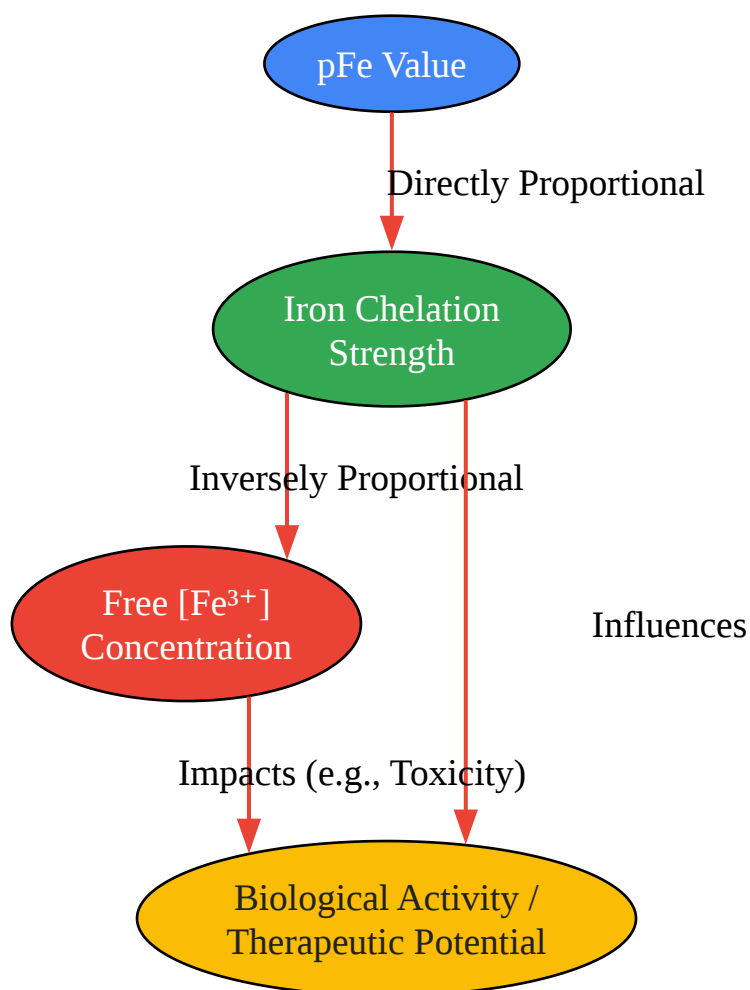 pFe Value
Directly Proportional
Iron Chelation
Strength
Inversely Proportional
Free [Fe³⁺]
Concentration
Influences
Impacts (e.g., Toxicity)
Biological Activity /
Therapeutic Potential